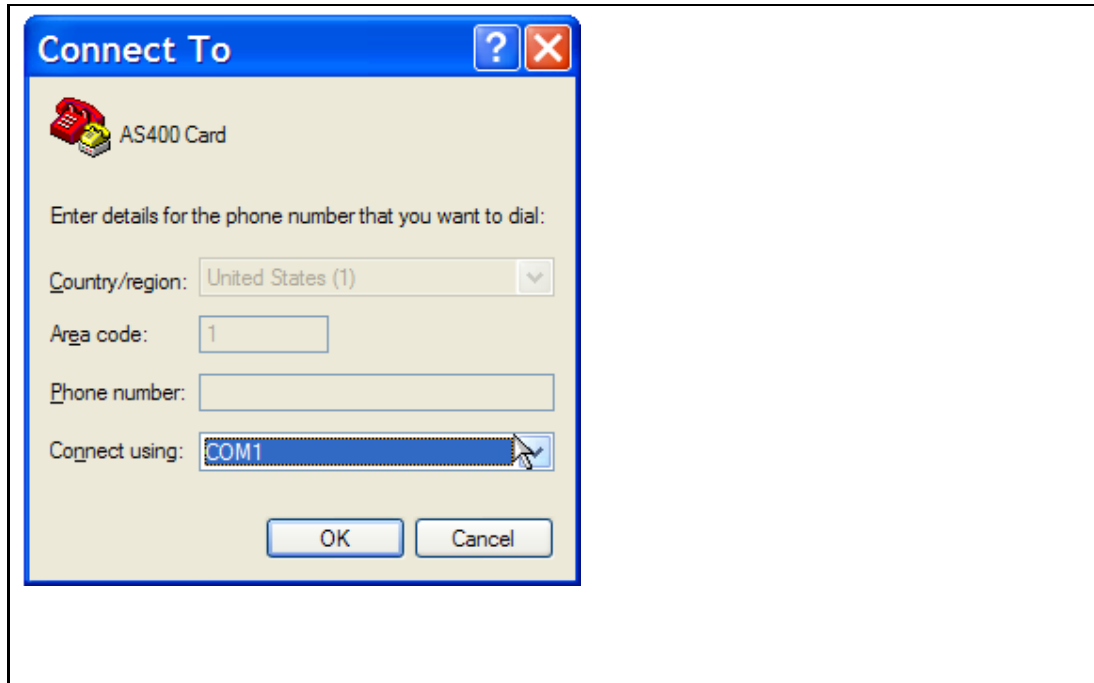 Connect To ?
AS400 Card
Enter details for the phone number that you want to dial:
Country/region: United States (1)
Area code: 1
Phone number:
Connect using: COM1
OK Cancel